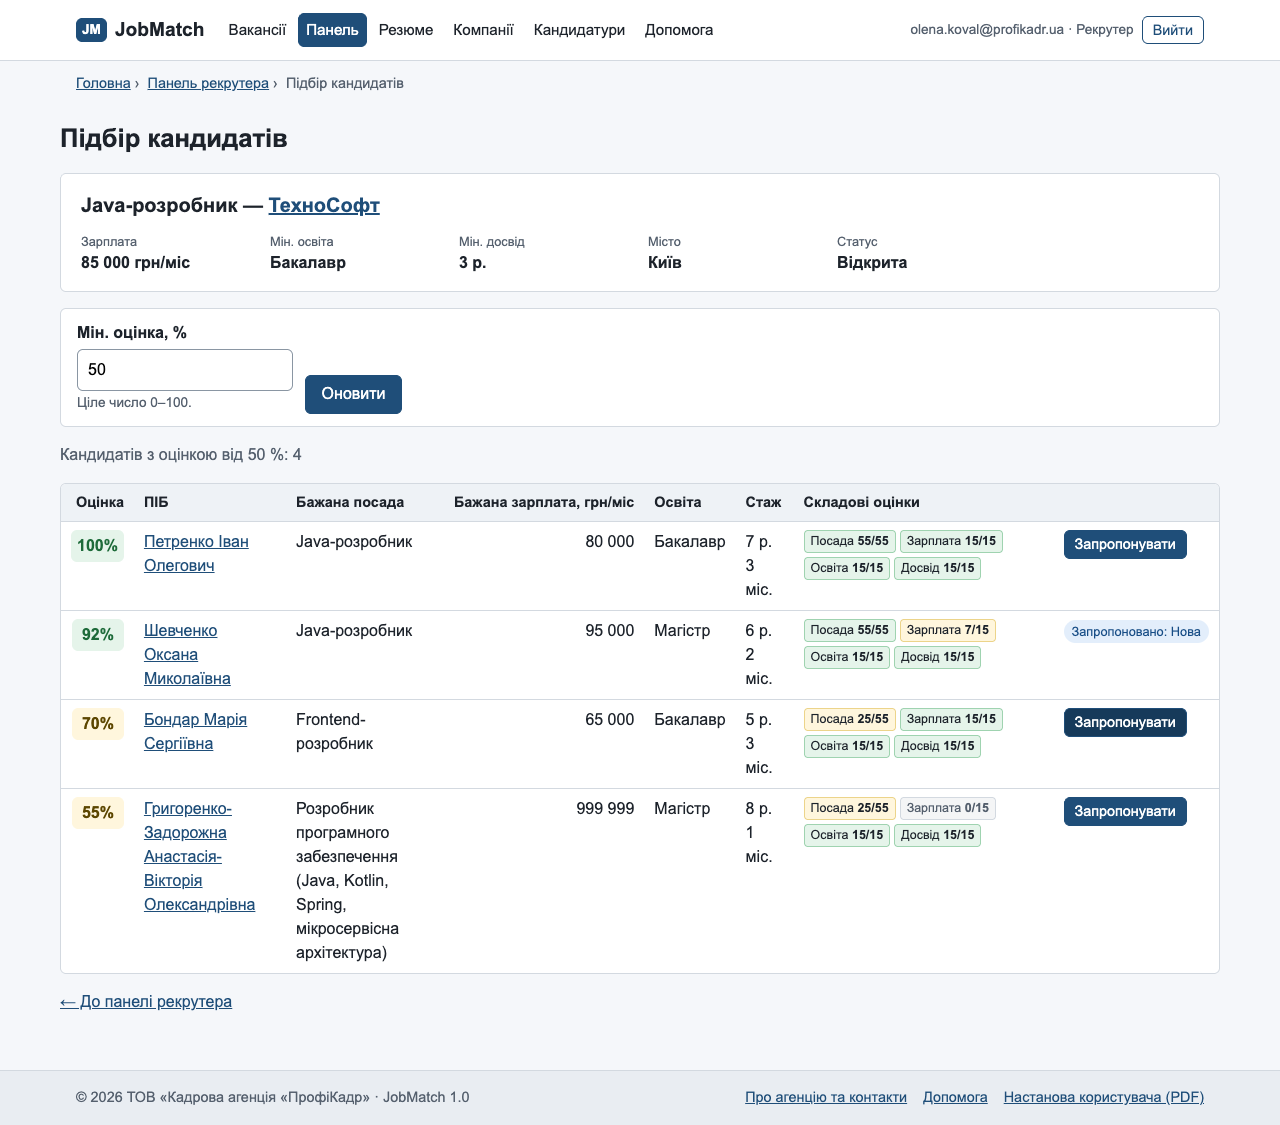 JM JobMatch Вакансії Панель Резюме Компанії Кандидатури Допомога olena.koval@profikadr.ua · Рекрутер Вийти
Головна › Панель рекрутера › Підбір кандидатів
Підбір кандидатів
Java-розробник — ТехноСофт
Зарплата Мін. освіта Мін. досвід Місто Статус
85 000 грн/міс Бакалавр 3 р. Київ Відкрита
Мін. оцінка, %
50
Ціле число 0–100.
Оновити
Кандидатів з оцінкою від 50 %: 4
Оцінка ПІБ Бажана посада Бажана зарплата, грн/міс Освіта Стаж Складові оцінки
100% Петренко Іван Java-розробник 80 000 Бакалавр 7 р. Посада 55/55 Зарплата 15/15 Запропонувати
Олегович 3 Освіта 15/15 Досвід 15/15
міс.
92% Шевченко Java-розробник 95 000 Магістр 6 р. Посада 55/55 Зарплата 7/15 Запропоновано: Нова
Оксана 2 Освіта 15/15 Досвід 15/15
Миколаївна міс.
70% Бондар Марія Frontend- 65 000 Бакалавр 5 р. Посада 25/55 Зарплата 15/15 Запропонувати
Сергіївна розробник 3 Освіта 15/15 Досвід 15/15
міс.
55% Григоренко- Розробник 999 999 Магістр 8 р. Посада 25/55 Зарплата 0/15 Запропонувати
Задорожна програмного 1 Освіта 15/15 Досвід 15/15
Анастасія- забезпечення міс.
Вікторія (Java, Kotlin,
Олександрівна Spring,
мікросервісна
архітектура)
← До панелі рекрутера
© 2026 ТОВ «Кадрова агенція «ПрофіКадр» · JobMatch 1.0 Про агенцію та контакти Допомога Настанова користувача (PDF)